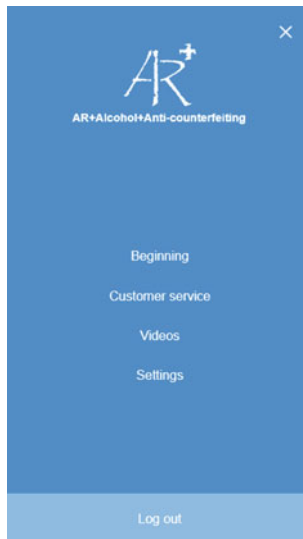 AR+
AR+Alcohol+Anti-counterfeiting
Beginning
Customer service
Videos
Settings
Log out